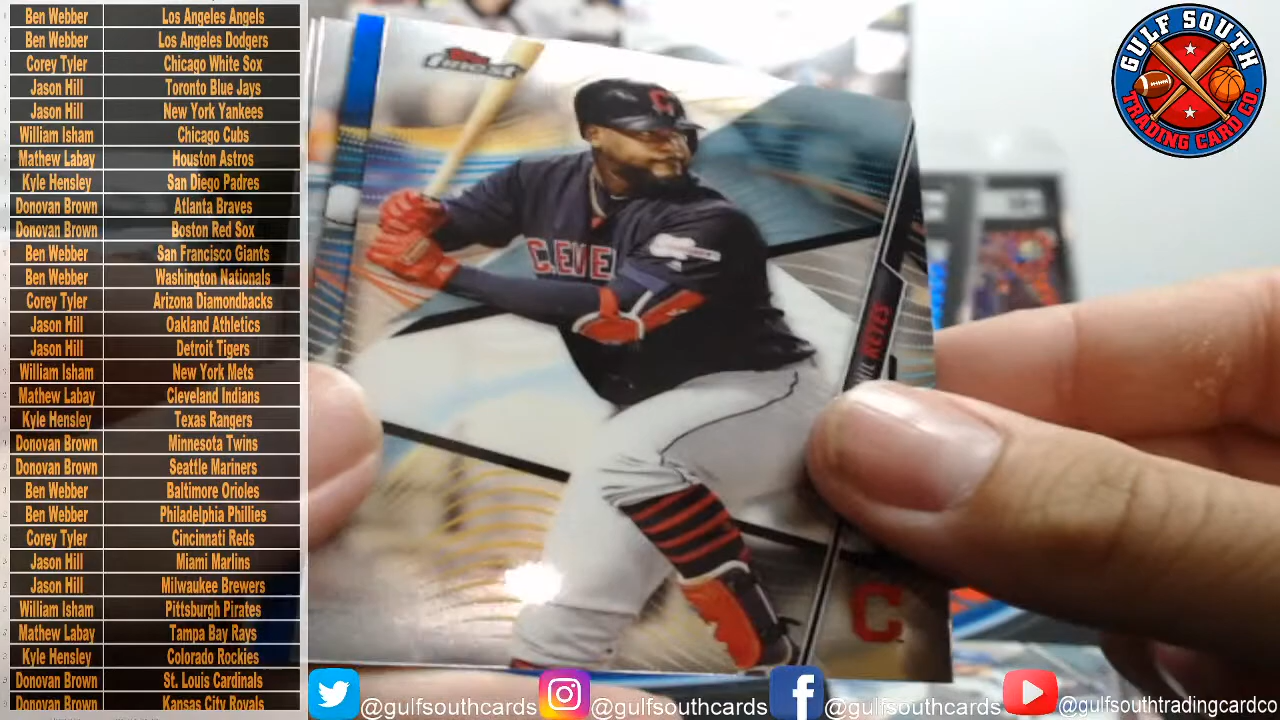 Ben Webber Los Angeles Angels
Ben Webber Los Angeles Dodgers
Corey Tyler Chicago White Sox
Jason Hill Toronto Blue Jays
Jason Hill New York Yankees
William Isham Chicago Cubs
Mathew Labay Houston Astros
Kyle Hensley San Diego Padres
Donovan Brown Atlanta Braves
Donovan Brown Boston Red Sox
Ben Webber San Francisco Giants
Ben Webber Washington Nationals
Corey Tyler Arizona Diamondbacks
Jason Hill Oakland Athletics
Jason Hill Detroit Tigers
William Isham New York Mets
Mathew Labay Cleveland Indians
Kyle Hensley Texas Rangers
Donovan Brown Minnesota Twins
Donovan Brown Seattle Mariners
Ben Webber Baltimore Orioles
Ben Webber Philadelphia Phillies
Corey Tyler Cincinnati Reds
Jason Hill Miami Marlins
Jason Hill Milwaukee Brewers
William Isham Pittsburgh Pirates
Mathew Labay Tampa Bay Rays
Kyle Hensley Colorado Rockies
Donovan Brown St. Louis Cardinals
Donovan Brown Kansas City Royals
Topps
finest
C
CLEVE
REYES
C
GULF SOUTH
TRADING CARD CO.
@gulfsouthcards
@gulfsouthcards
@gulfsouthcards
@gulfsouthtradingcardco